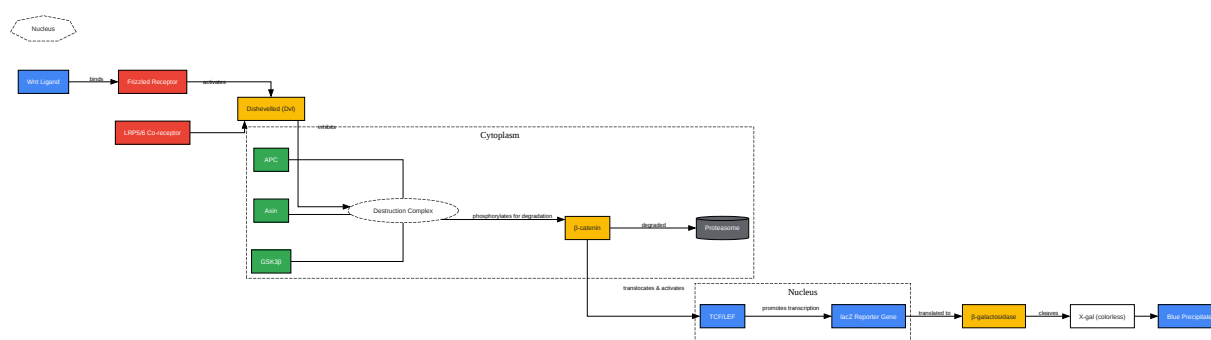 Nucleus
Wnt Ligand
binds
Frizzled Receptor
activates
Dishevelled (Dvl)
LRP5/6 Co-receptor
inhibits
Cytoplasm
APC
Axin
Destruction Complex
GSK3β
phosphorylates for degradation
β-catenin
degraded
Proteasome
translocates & activates
Nucleus
TCF/LEF
promotes transcription
lacZ Reporter Gene
translated to
β-galactosidase
cleaves
X-gal (colorless)
Blue Precipitate